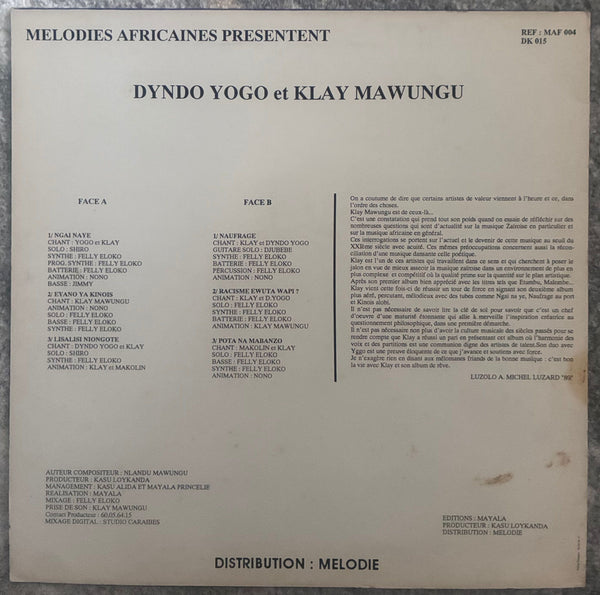 MELODIES AFRICAINES PRESENTENT
REF : MAF 004
DK 015
DYNDO YOGO et KLAY MAWUNGU
FACE A
1/ NGAI NAYE
CHANT : YOGO et KLAY
SOLO : SHIRO
SYNTHE : FELLY ELOKO
PROG. SYNTHE : FELLY ELOKO
BATTERIE : FELLY ELOKO
ANIMATION : NONO
BASSE : JIMMY
2/ EYANO YA KINOIS
CHANT : KLAY MAWUNGU
ANIMATION : NONO
SOLO : FELLY ELOKO
BASSE : FELLY ELOKO
SYNTHE : FELLY ELOKO
3/ LISALISI NIONGOTE
CHANT : DYNDO et KLAY
SOLO : SHIRO
SYNTHE : FELLY ELOKO
ANIMATION : KLAY et MAKOLIN
FACE B
1/ NAUFRAGE
CHANT : KLAY et DYNDO YOGO
GUITARE SOLO : DJUBEBE
SYNTHE : FELLY ELOKO
BATTERIE : FELLY ELOKO
PERCUSSION : FELLY ELOKO
ANIMATION : NONO
2/ RACISME EWUTA WAPI ?
CHANT : KLAY et D.YOGO
SOLO : FELLY ELOKO
SYNTHE : FELLY ELOKO
BATTERIE : FELLY ELOKO
ANIMATION : KLAY MAWUNGU
3/ POTA NA MABANZO
CHANT : MAKOLIN et KLAY
SOLO : FELLY ELOKO
BASSE : FELLY ELOKO
SYNTHE : FELLY ELOKO
ANIMATION : NONO
On a coutume de dire que certains artistes de valeur viennent à l'heure et ce, dans
l'ordre des choses.
Klay Mawungu est de ceux-là...
C'est une constatation qui prend tout son poids quand on essaie de réfléchir sur des
nombreuses questions qui sont d'actualité sur la musique Zaïroise en particulier et
sur la musique africaine en général.
Ces interrogations se portent sur l'actuel et le devenir de cette musique au seuil du
XXIème siècle avec acuité. Ces mêmes préoccupations concernent aussi la réconciliation
d'une musique dansante celle poétique.
Klay est l'un de ces artistes qui travaillent dans ce sens et qui cherchent à poser le
jalon en vue de mieux asseoir la musique zaïroise dans un environnement de plus en
plus complexe et compétitif où la qualité prime sur la quantité sur le plan artistique.
Après son premier album bien apprécié avec les titres tels que Etumbu, Malembe...
Klay vient cette fois-ci de réussir un tour de force en signant son deuxième album
plus aéré, percutant, mélodieux avec des tubes comme Ngai na ye, Naufrage au port
et Kinois alobi.
Il n'est pas nécessaire de savoir lire la clé de sol pour savoir que c'est un chef
d'oeuvre d'une maturité étonnante qui allie à merveille l'inspiration créatrice au
questionnement philosophique, dans une première démarche.
Il n'est pas nécessaire non plus d'avoir la culture musicale des siècles passés pour se
rendre compte que Klay a réussi un pari en présentant cet album où l'harmonie des
voix et des partitions est une communion digne des artistes de talent.Son duo avec
Yggo est une preuve éloquente de ce que j'avance et soutiens avec force.
Je n'exagère rien en disant aux mélomanes friands de la bonne musique : c'est bon
la vie avec Klay et son album de rêve.
LUZOLO A. MICHEL LUZARD "89"
AUTEUR COMPOSITEUR : NLANDU MAWUNGU
PRODUCTEUR : KASU LOYKANDA
MANAGEMENT : KASU ALIDA ET MAYALA PRINCELIE
REALISATION : MAYALA
MIXAGE : FELLY ELOKO
PRISE DE SON : KLAY MAWUNGU
Contact Producteur : 60.05.64.15
MIXAGE DIGITAL : STUDIO CARAIBES
EDITIONS : MAYALA
PRODUCTEUR : KASU LOYKANDA
DISTRIBUTION : MELODIE
DISTRIBUTION : MELODIE